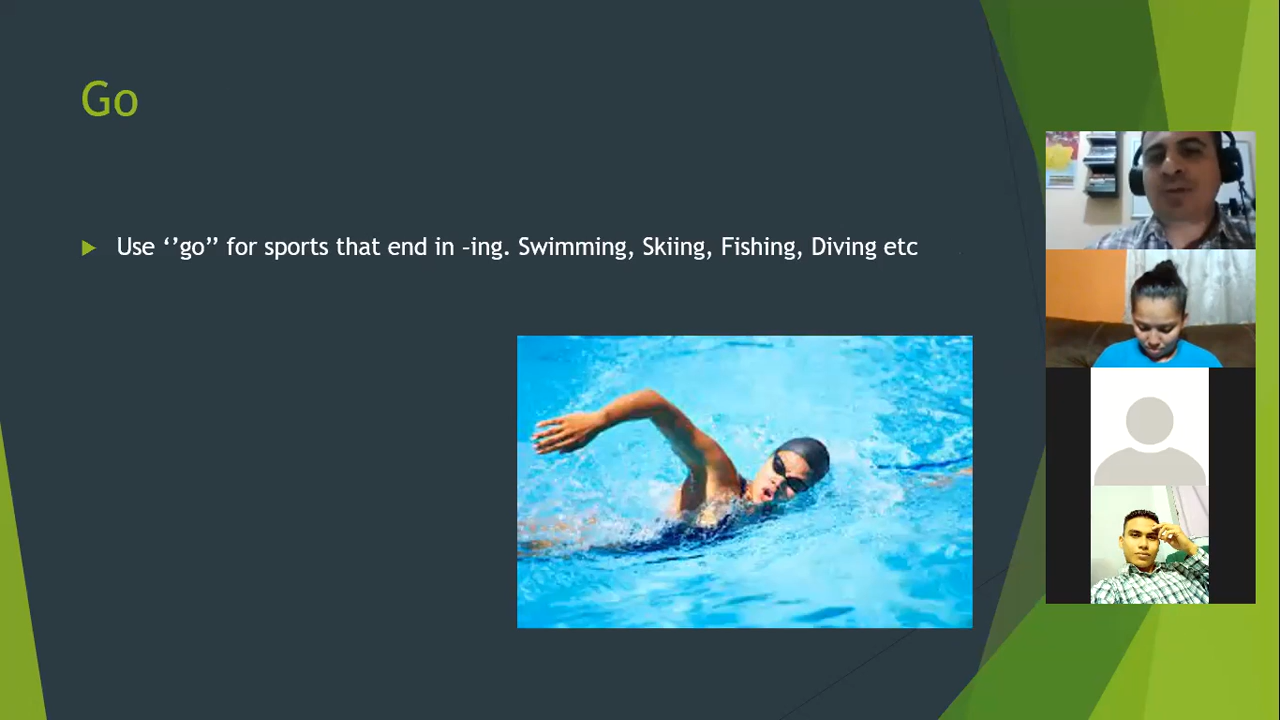 Go
Use ‘’go’’ for sports that end in -ing. Swimming, Skiing, Fishing, Diving etc